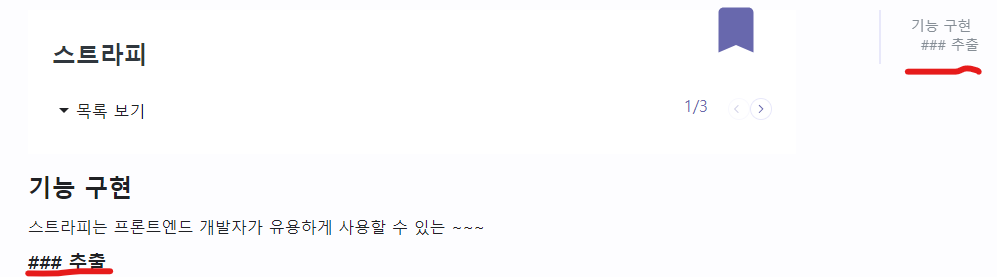 스트라피
목록 보기
1/3
기능 구현
스트라피는 프론트엔드 개발자가 유용하게 사용할 수 있는 ~~~
### 추출
기능 구현
### 추출